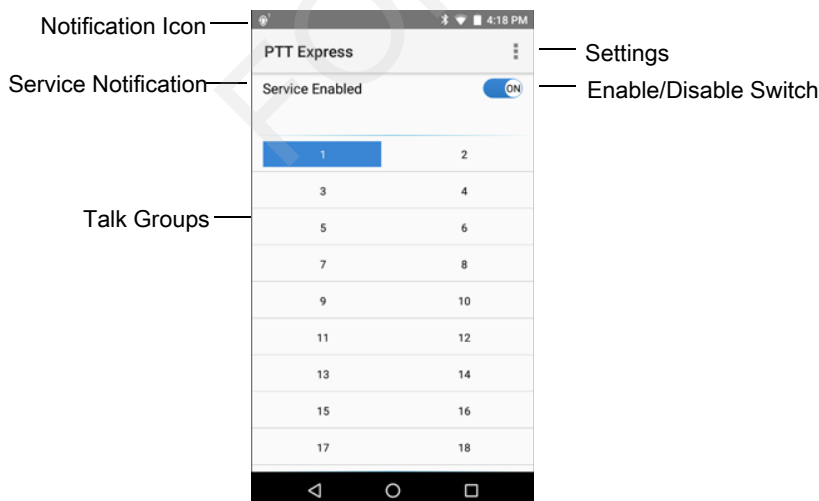 Notification Icon
4:18 PM
PTT Express
Settings
Service Notification
Service Enabled
ON
Enable/Disable Switch
1 2
3 4
Talk Groups
5 6
7 8
9 10
11 12
13 14
15 16
17 18